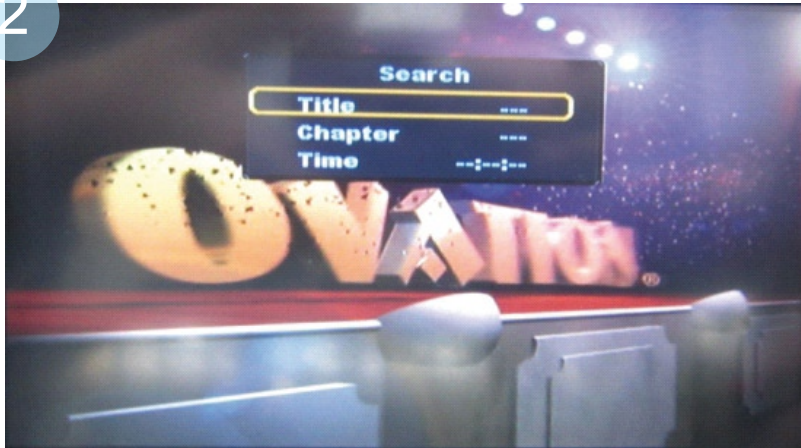 2
Search
Title ---
Chapter ---
Time --:--:--
OVATION®